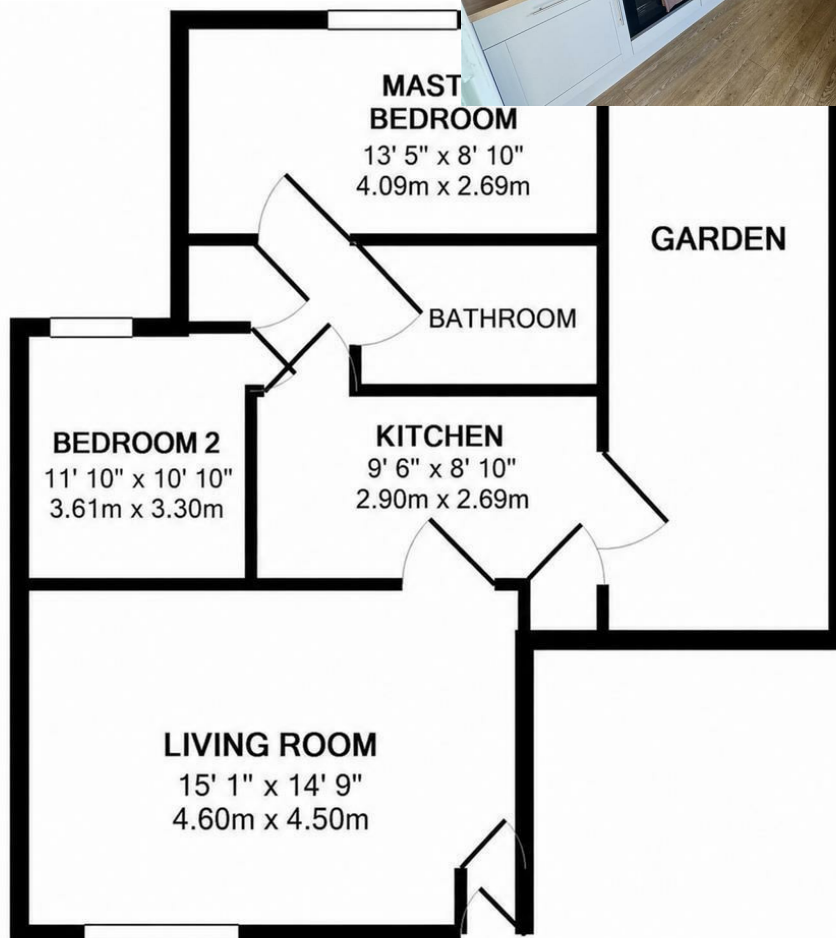 MAST
BEDROOM
13' 5" x 8' 10"
4.09m x 2.69m
GARDEN
BATHROOM
BEDROOM 2
11' 10" x 10' 10"
3.61m x 3.30m
KITCHEN
9' 6" x 8' 10"
2.90m x 2.69m
LIVING ROOM
15' 1" x 14' 9"
4.60m x 4.50m